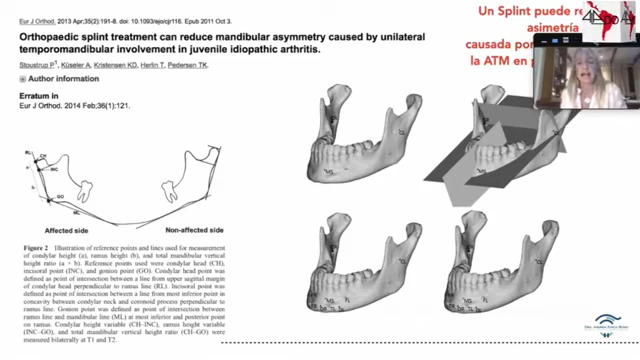 Eur J Orthod. 2013 Apr;35(2):191-8. doi: 10.1093/ejo/cjr116. Epub 2011 Oct 3.
Orthopaedic splint treatment can reduce mandibular asymmetry caused by unilateral
temporomandibular involvement in juvenile idiopathic arthritis.
Stoustrup P1, Küseler A, Kristensen KD, Herlin T, Pedersen TK.
Author information
Erratum in
Eur J Orthod. 2014 Feb;36(1):121.
Un Splint puede
asimetría
causada por
la ATM en
RL
CH
INC
a
b
GO
ML
Affected side
Non-affected side
Figure 2 Illustration of reference points and lines used for measurement
of condylar height (a), ramus height (b), and total mandibular vertical
height ratio (a + b). Reference points used were condylar head (CH),
incisural point (INC), and gonion point (GO). Condylar head point was
defined as point of intersection between a line from upper sagittal margin
of condylar head perpendicular to ramus line (RL). Incisural point was
defined as point of intersection between a line from most inferior point in
concavity between condylar neck and coronoid process perpendicular to
ramus line. Gonion point was defined as point of intersection between
ramus line and mandibular line (ML) at most inferior and posterior
point on ramus. Condylar height variable (CH–INC), ramus height variable
(INC–GO), and total mandibular vertical height ratio (CH–GO) were
measured bilaterally at T1 and T2.